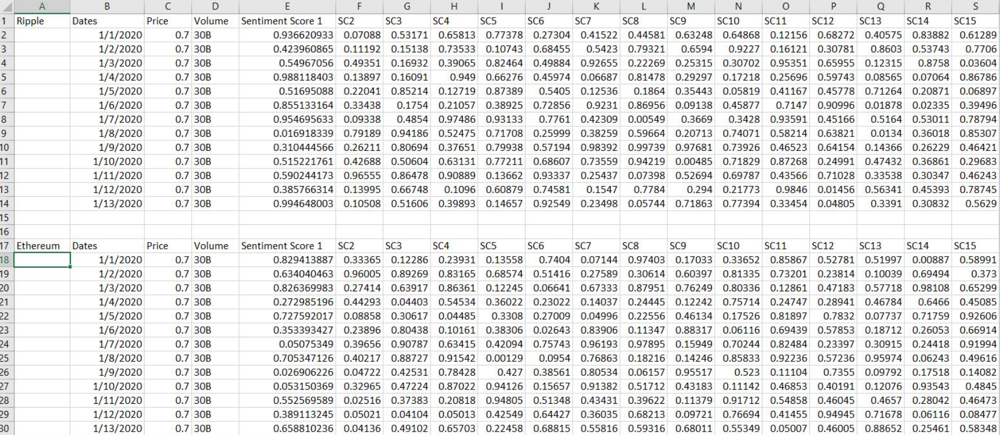 A B C D E F G H I J K L M N O P Q R S
1 Ripple Dates Price Volume Sentiment Score 1 SC2 SC3 SC4 SC5 SC6 SC7 SC8 SC9 SC10 SC11 SC12 SC13 SC14 SC15
2 1/1/2020 0.7 30B 0.936620933 0.07088 0.53171 0.65813 0.77378 0.27304 0.41522 0.44581 0.63248 0.64868 0.12156 0.68272 0.40575 0.83882 0.61289
3 1/2/2020 0.7 30B 0.423960865 0.11192 0.15138 0.73533 0.10743 0.68455 0.5423 0.79321 0.6594 0.9227 0.16121 0.30781 0.8603 0.53743 0.7706
4 1/3/2020 0.7 30B 0.54967056 0.49351 0.16932 0.39065 0.82464 0.49884 0.92655 0.22269 0.25315 0.30702 0.95351 0.65955 0.12315 0.8758 0.03604
5 1/4/2020 0.7 30B 0.988118403 0.13897 0.16091 0.949 0.66276 0.45974 0.06687 0.81478 0.29297 0.17218 0.25696 0.59743 0.08565 0.07064 0.86786
6 1/5/2020 0.7 30B 0.51695088 0.22041 0.85214 0.12719 0.87389 0.5405 0.12536 0.1864 0.35443 0.05819 0.41167 0.45778 0.71264 0.20871 0.06897
7 1/6/2020 0.7 30B 0.855133164 0.33438 0.1754 0.21057 0.38925 0.72856 0.9231 0.86956 0.09138 0.45877 0.7147 0.90996 0.01878 0.02335 0.39496
8 1/7/2020 0.7 30B 0.954695633 0.09338 0.4854 0.97486 0.93133 0.7761 0.42309 0.00549 0.3669 0.3428 0.93591 0.45166 0.5164 0.53011 0.78794
9 1/8/2020 0.7 30B 0.016918339 0.79189 0.94186 0.52475 0.71708 0.25999 0.38259 0.59664 0.20713 0.74071 0.58214 0.63821 0.0134 0.36018 0.85307
10 1/9/2020 0.7 30B 0.310444566 0.26211 0.80694 0.37651 0.79938 0.57194 0.98392 0.99739 0.97681 0.73926 0.46523 0.64154 0.14366 0.26229 0.46421
11 1/10/2020 0.7 30B 0.515221761 0.42688 0.50604 0.63131 0.77211 0.68607 0.73559 0.94219 0.00485 0.71829 0.87268 0.24991 0.47432 0.36861 0.29683
12 1/11/2020 0.7 30B 0.590244173 0.96555 0.86478 0.90889 0.13662 0.93337 0.25437 0.07398 0.52694 0.69787 0.43566 0.71028 0.33538 0.30347 0.46243
13 1/12/2020 0.7 30B 0.385766314 0.13995 0.66748 0.1096 0.60879 0.74581 0.1547 0.7784 0.294 0.21773 0.9846 0.01456 0.56341 0.45393 0.78745
14 1/13/2020 0.7 30B 0.994648003 0.10508 0.51606 0.39893 0.14657 0.92549 0.23498 0.05744 0.71863 0.77394 0.33454 0.04805 0.3391 0.30832 0.5629
15
16
17 Ethereum Dates Price Volume Sentiment Score 1 SC2 SC3 SC4 SC5 SC6 SC7 SC8 SC9 SC10 SC11 SC12 SC13 SC14 SC15
18 1/1/2020 0.7 30B 0.829413887 0.33365 0.12286 0.23931 0.13558 0.7404 0.07144 0.97403 0.17033 0.33652 0.85867 0.52781 0.51997 0.00887 0.58991
19 1/2/2020 0.7 30B 0.634040463 0.96005 0.89269 0.83165 0.68574 0.51416 0.27589 0.30614 0.60397 0.81335 0.73201 0.23814 0.10039 0.69494 0.373
20 1/3/2020 0.7 30B 0.826369983 0.27414 0.63917 0.86361 0.12245 0.06641 0.67333 0.87951 0.76249 0.80336 0.12861 0.47183 0.57718 0.98108 0.65299
21 1/4/2020 0.7 30B 0.272985196 0.44293 0.04403 0.54534 0.36022 0.23022 0.14037 0.24445 0.12242 0.75714 0.24747 0.28941 0.46784 0.6466 0.45085
22 1/5/2020 0.7 30B 0.727592017 0.08858 0.30617 0.04485 0.3308 0.27009 0.04996 0.22556 0.46134 0.17526 0.81897 0.7832 0.07737 0.71759 0.92606
23 1/6/2020 0.7 30B 0.353393427 0.23896 0.80438 0.10161 0.38306 0.02643 0.83906 0.11347 0.88317 0.06116 0.69439 0.57853 0.18712 0.26053 0.66914
24 1/7/2020 0.7 30B 0.05075349 0.39656 0.90787 0.63415 0.42094 0.75743 0.96193 0.97895 0.15949 0.70244 0.82484 0.23397 0.30915 0.24418 0.91994
25 1/8/2020 0.7 30B 0.705347126 0.40217 0.88727 0.91542 0.00129 0.0954 0.76863 0.18216 0.14246 0.85833 0.92236 0.57236 0.95974 0.06243 0.49616
26 1/9/2020 0.7 30B 0.026906226 0.04722 0.42531 0.78428 0.427 0.38561 0.80534 0.06157 0.95517 0.523 0.11104 0.7355 0.09792 0.17518 0.14082
27 1/10/2020 0.7 30B 0.053150369 0.32965 0.47224 0.87022 0.94126 0.15657 0.91382 0.51712 0.43183 0.11142 0.46853 0.40191 0.12076 0.93543 0.4845
28 1/11/2020 0.7 30B 0.552569589 0.02516 0.37383 0.20818 0.94805 0.51348 0.43431 0.39622 0.11379 0.91712 0.54858 0.46045 0.4657 0.28042 0.46473
29 1/12/2020 0.7 30B 0.389113245 0.05021 0.04104 0.05013 0.42549 0.64427 0.36035 0.68213 0.09721 0.76694 0.41455 0.94945 0.71678 0.06116 0.08477
30 1/13/2020 0.7 30B 0.658810236 0.04136 0.49102 0.65703 0.22458 0.68815 0.55816 0.59316 0.68011 0.55349 0.05007 0.46005 0.88652 0.25461 0.58348